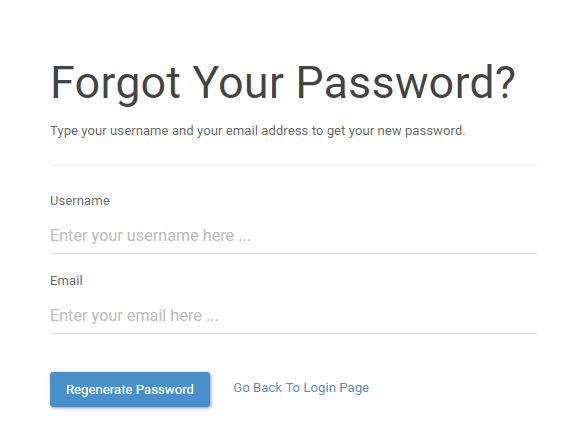 Forgot Your Password?
Type your username and your email address to get your new password.
Username
Enter your username here ...
Email
Enter your email here ...
Regenerate Password
Go Back To Login Page